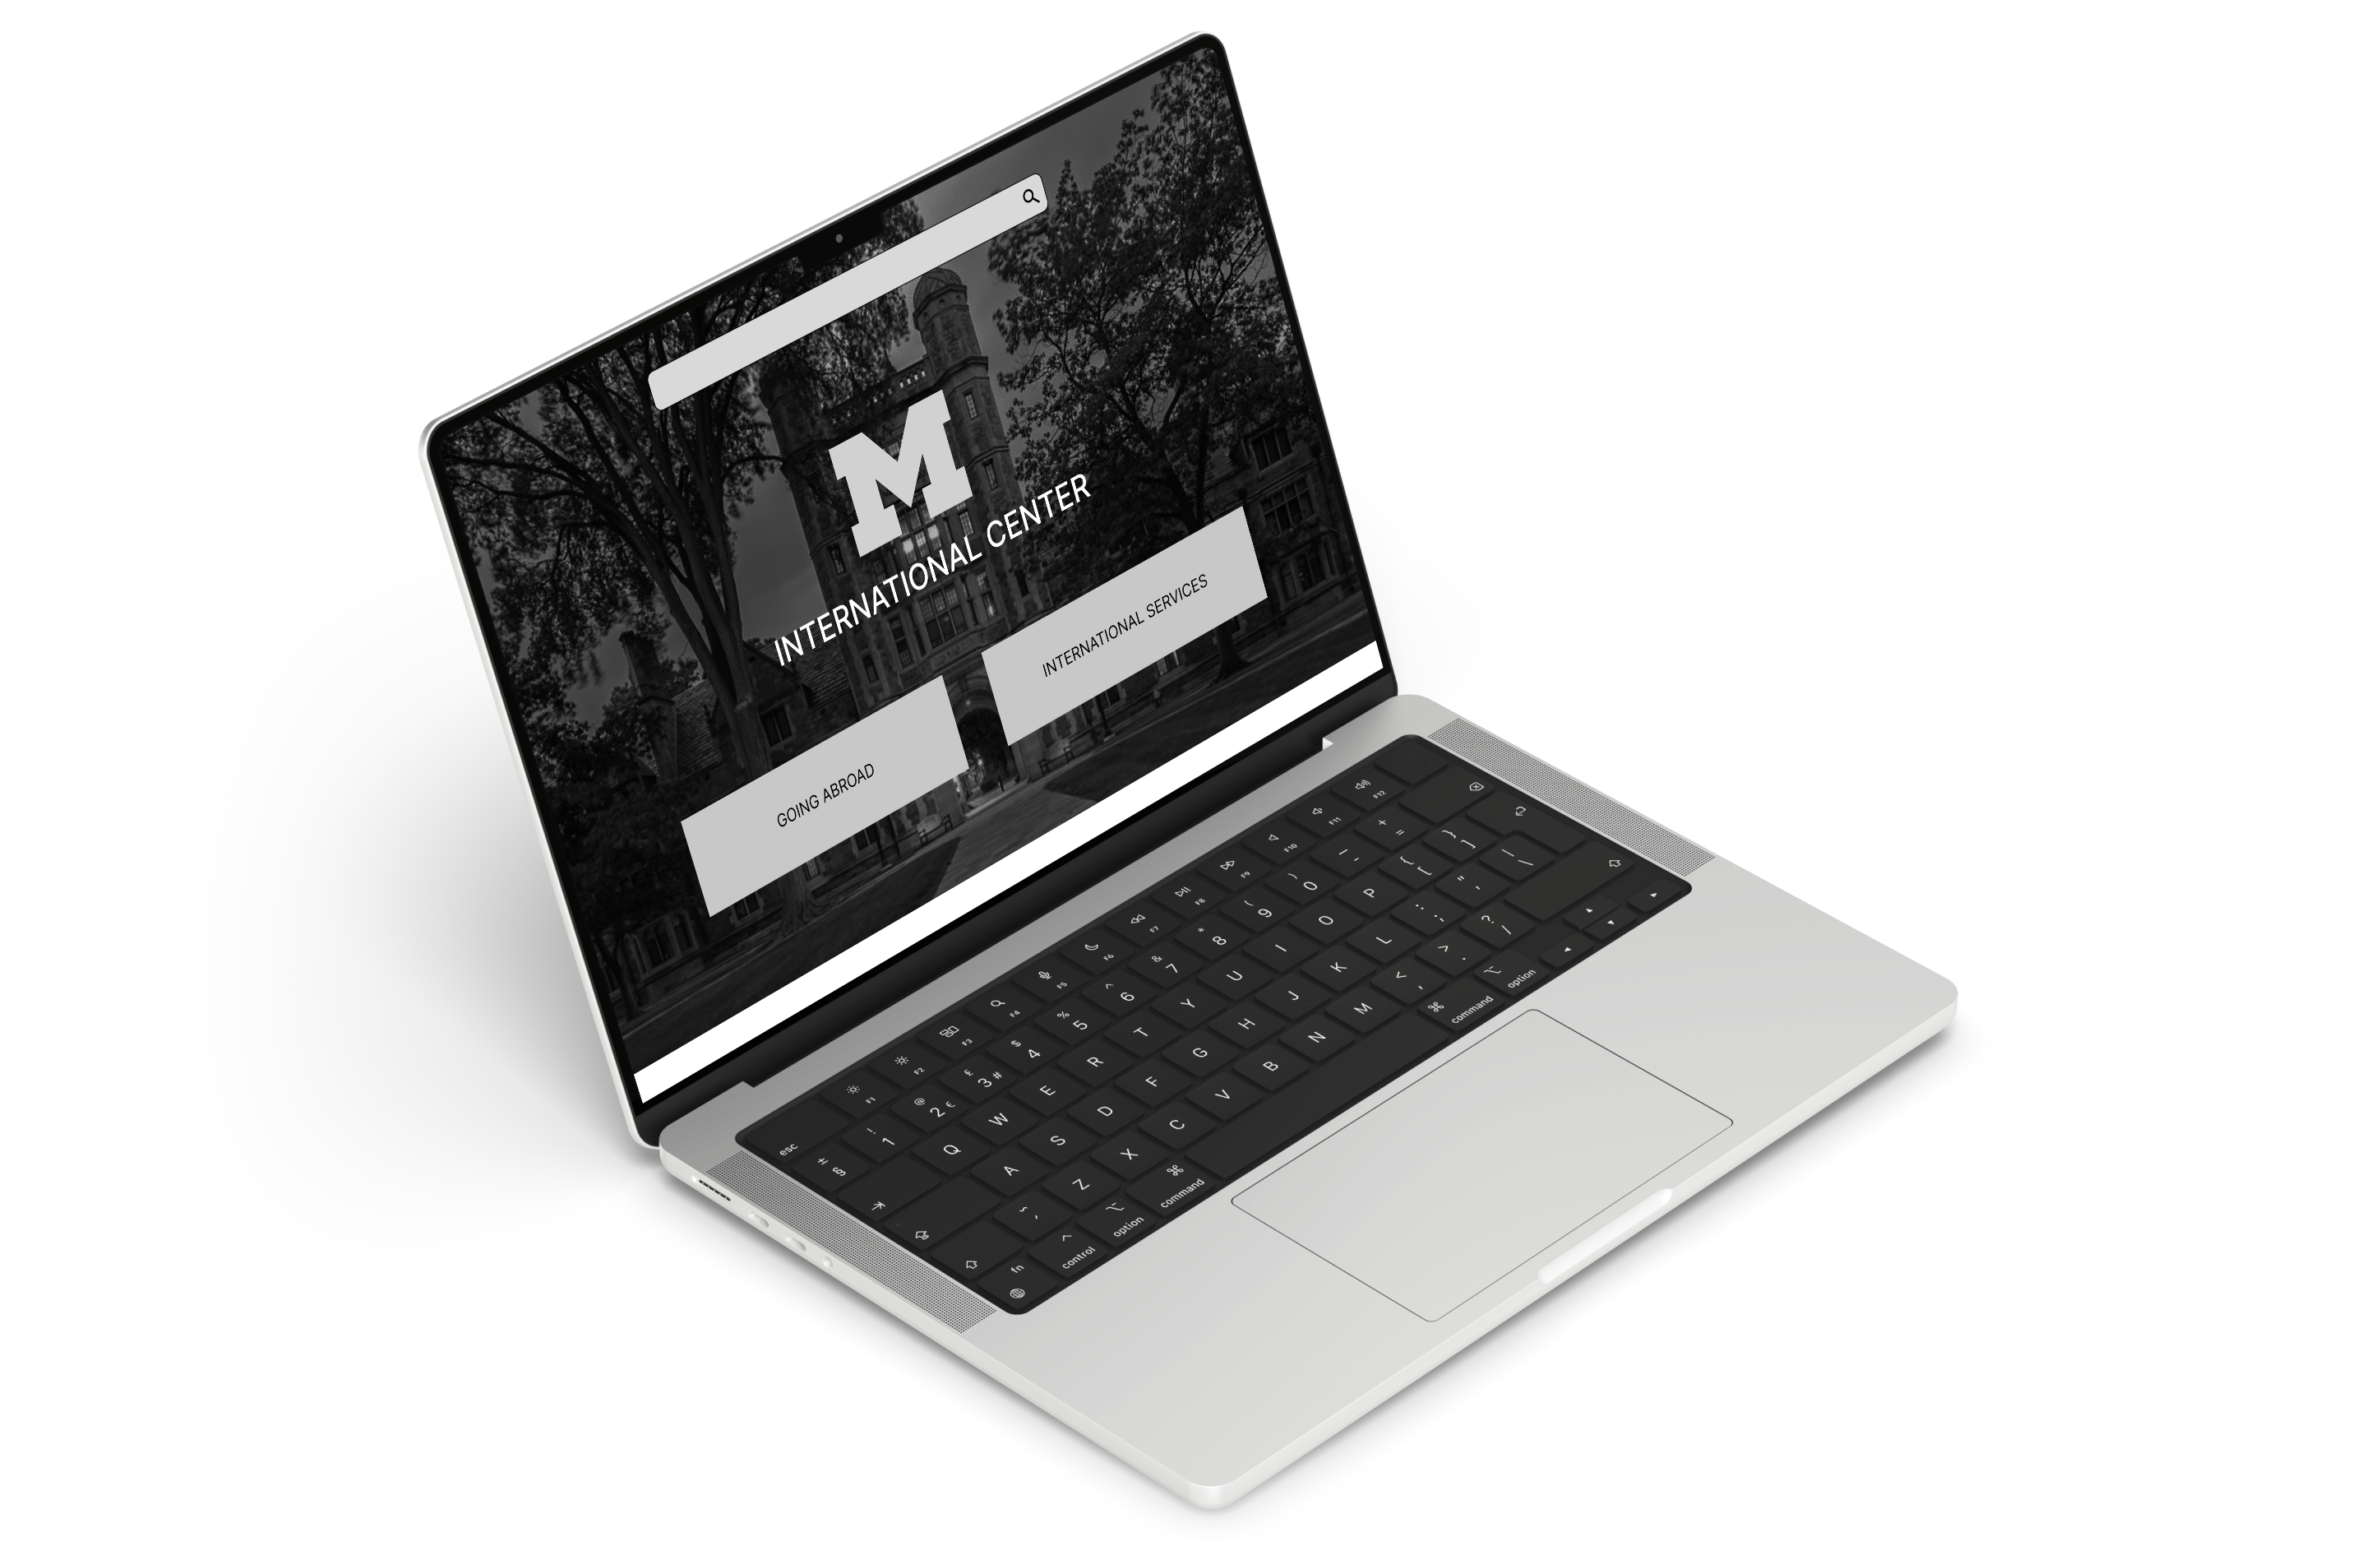 M
INTERNATIONAL CENTER
GOING ABROAD
INTERNATIONAL SERVICES
esc F1 F2 F3 F4 F5 F6 F7 F8 F9 F10 F11 F12
± § ! 1 @ 2 € £ 3 # $ 4 % 5 ^ 6 & 7 * 8 ( 9 ) 0 _ - + =
Q W E R T Y U I O P { [ } ]
A S D F G H J K L : ; " ' | \
~ ` Z X C V B N M < , > . ? /
fn control option command command option